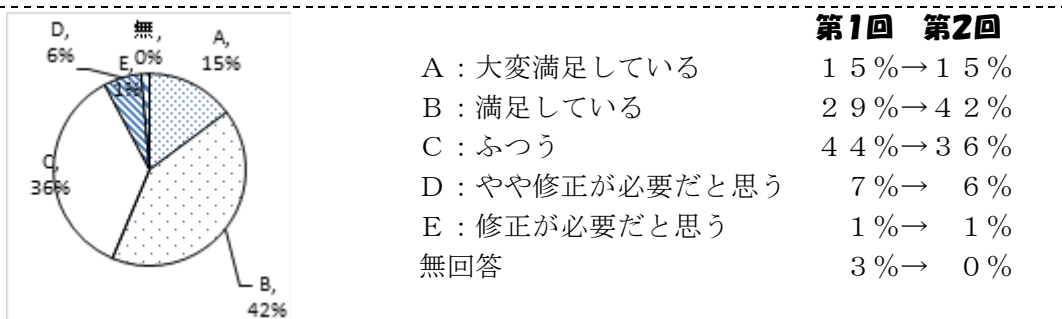 D,
6%
無,
0%
E,
1%
A,
15%
C,
36%
B,
42%
第1回 第2回
A:大変満足している 15%→15%
B:満足している 29%→42%
C:ふつう 44%→36%
D:やや修正が必要だと思う 7%→ 6%
E:修正が必要だと思う 1%→ 1%
無回答 3%→ 0%